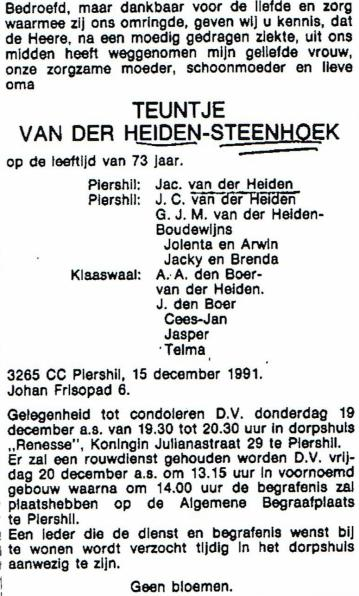 Bedroefd, maar dankbaar voor de liefde en zorg
waarmee zij ons omringde, geven wij u kennis, dat
de Heere, na een moedig gedragen ziekte, uit ons
midden heeft weggenomen mijn geliefde vrouw,
onze zorgzame moeder, schoonmoeder en lieve
oma
TEUNTJE
VAN DER HEIDEN-STEENHOEK
op de leeftijd van 73 jaar.
Piershil: Jac. van der Heiden
Piershil: J. C. van der Heiden
G. J. M. van der Heiden-
Boudewijns
Jolenta en Arwin
Jacky en Brenda
Klaaswaal: A. A. den Boer-
van der Heiden.
J. den Boer
Cees-Jan
Jasper
Telma
3265 CC Piershil, 15 december 1991.
Johan Frisopad 6.
Gelegenheid tot condoleren D.V. donderdag 19
december a.s. van 19.30 tot 20.30 uur in dorpshuis
„Renesse", Koningin Julianastraat 29 te Piershil.
Er zal een rouwdienst gehouden worden D.V. vrij-
dag 20 december a.s. om 13.15 uur in voornoemd
gebouw waarna om 14.00 uur de begrafenis zal
plaatshebben op de Algemene Begraafplaats
te Piershil.
Een ieder die de dienst en begrafenis wenst bij
te wonen wordt verzocht tijdig in het dorpshuis
aanwezig te zijn.
Geen bloemen.